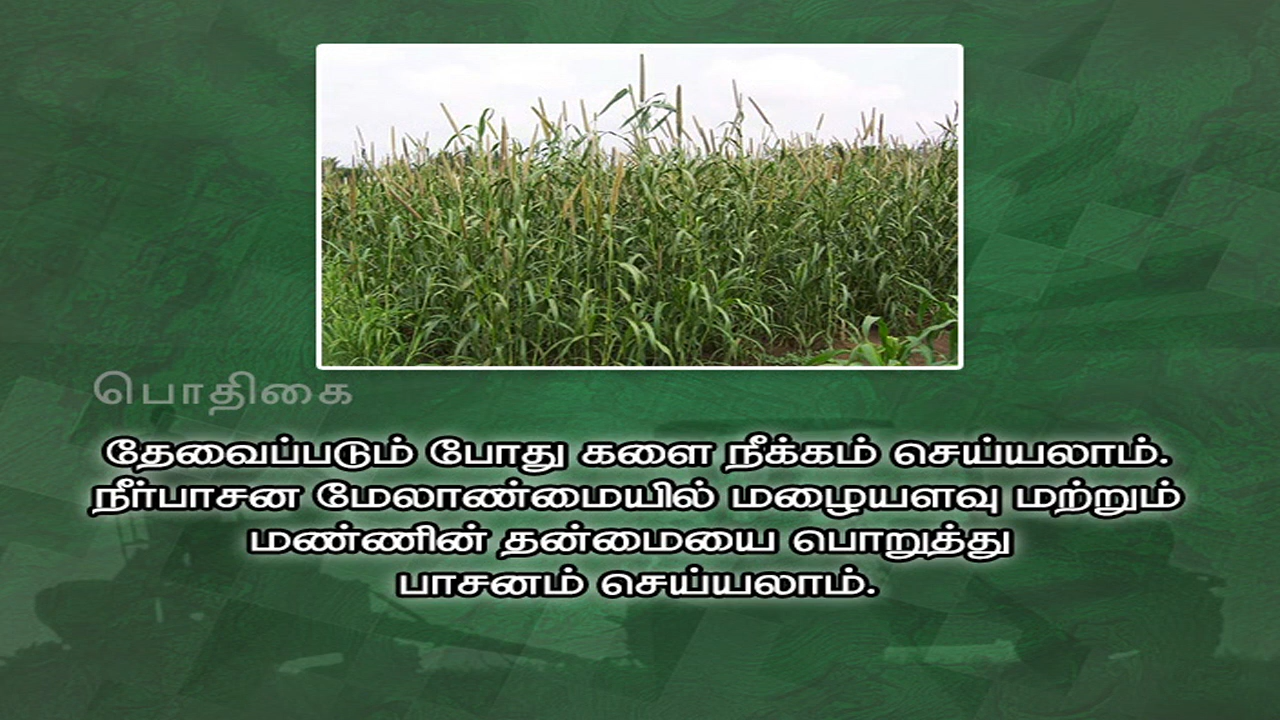 பொதிகை
தேவைப்படும் போது களை நீக்கம் செய்யலாம்.
நீர்பாசன மேலாண்மையில் மழையளவு மற்றும்
மண்ணின் தன்மையை பொறுத்து
பாசனம் செய்யலாம்.